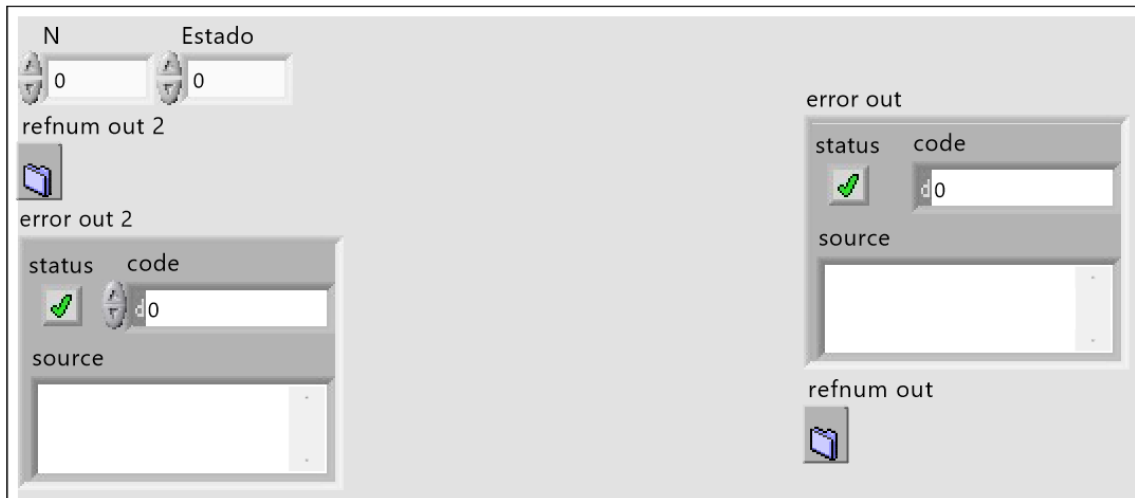 N Estado
0 0
refnum out 2
error out 2
status code
d 0
source
error out
status code
d 0
source
refnum out